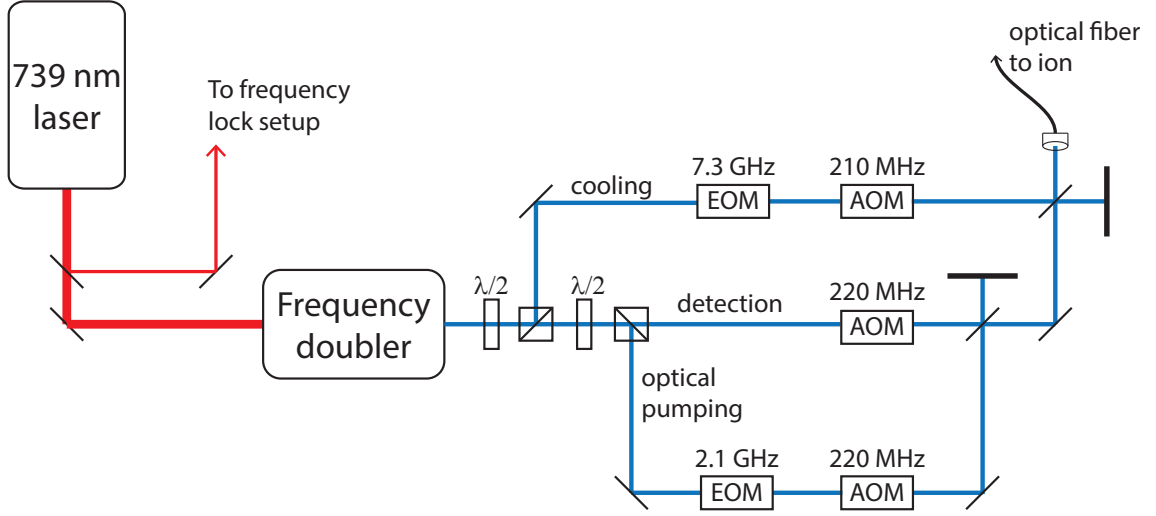 739 nm
laser
To frequency
lock setup
optical fiber
to ion
cooling
7.3 GHz
EOM
210 MHz
AOM
Frequency
doubler
λ/2
λ/2
detection
220 MHz
AOM
optical
pumping
2.1 GHz
EOM
220 MHz
AOM